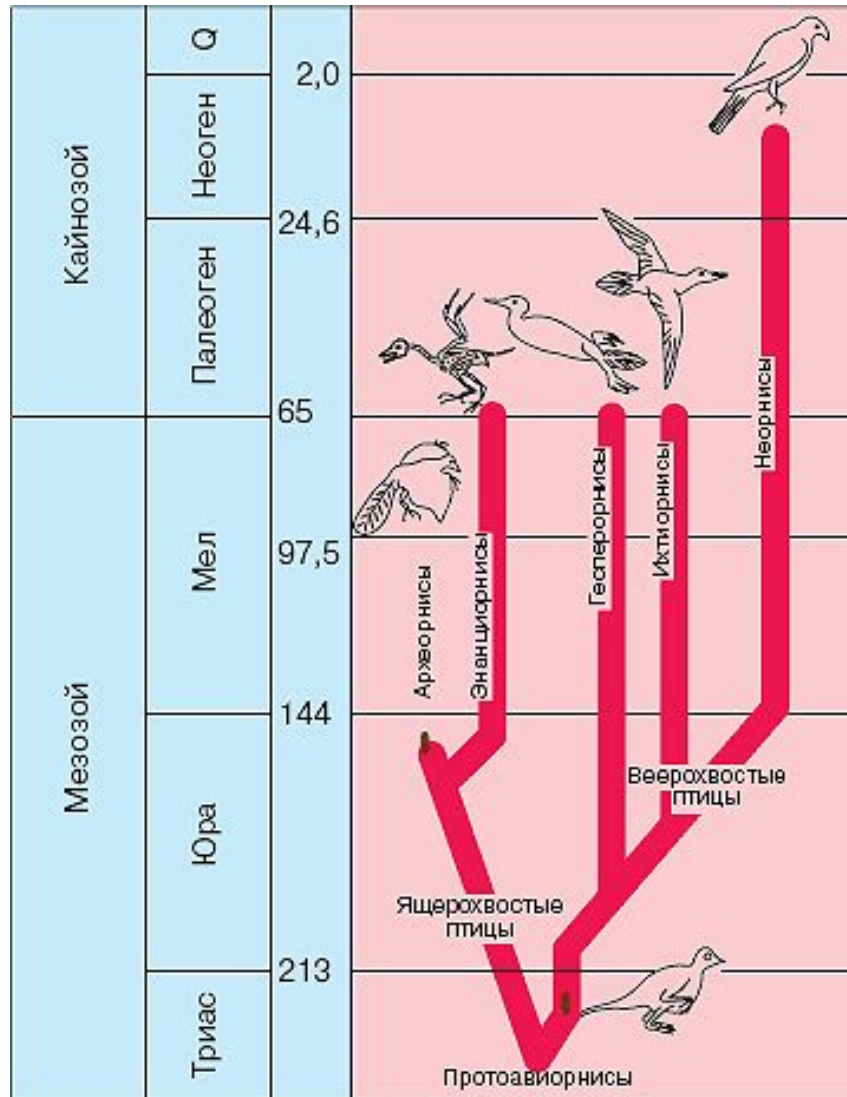 Кайнозой
Мезозой
Q
Неоген
Палеоген
Мел
Юра
Триас
2,0
24,6
65
97,5
144
213
Археорнисы
Энанциорнисы
Гесперорнисы
Ихтиорнисы
Неорнисы
Веерохвостые
птицы
Ящерохвостые
птицы
Протоавиорнисы